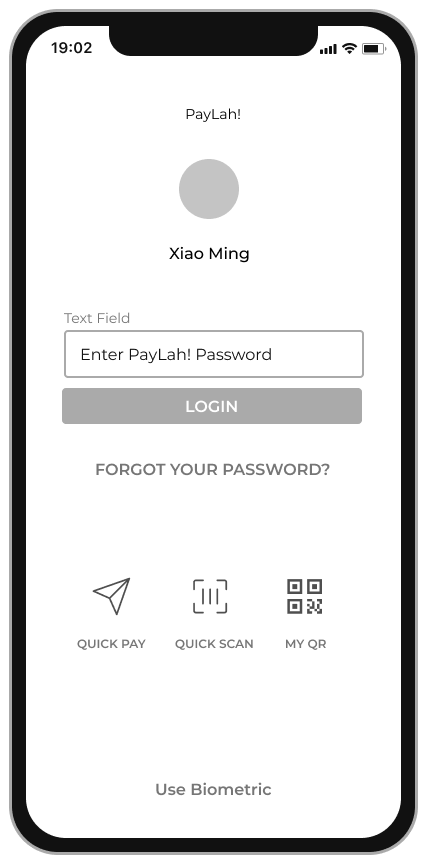 19:02
PayLah!
Xiao Ming
Text Field
Enter PayLah! Password
LOGIN
FORGOT YOUR PASSWORD?
QUICK PAY QUICK SCAN MY QR
Use Biometric